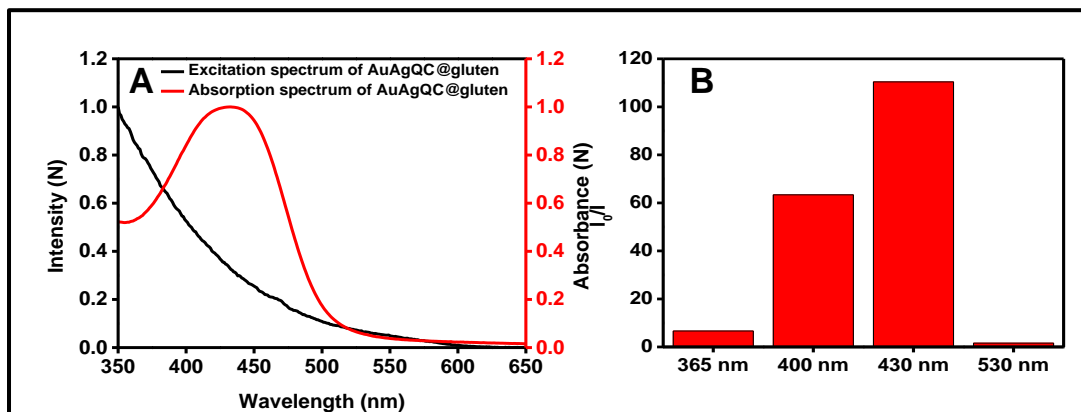 A
Excitation spectrum of AuAgQC@gluten
Absorption spectrum of AuAgQC@gluten
1.2
1.0
0.8
0.6
0.4
0.2
0.0
Intensity (N)
350 400 450 500 550 600 650
Wavelength (nm)
1.2
1.0
0.8
0.6
0.4
0.2
0.0
Absorbance (N)
B
I0/I
120
100
80
60
40
20
0
365 nm 400 nm 430 nm 530 nm